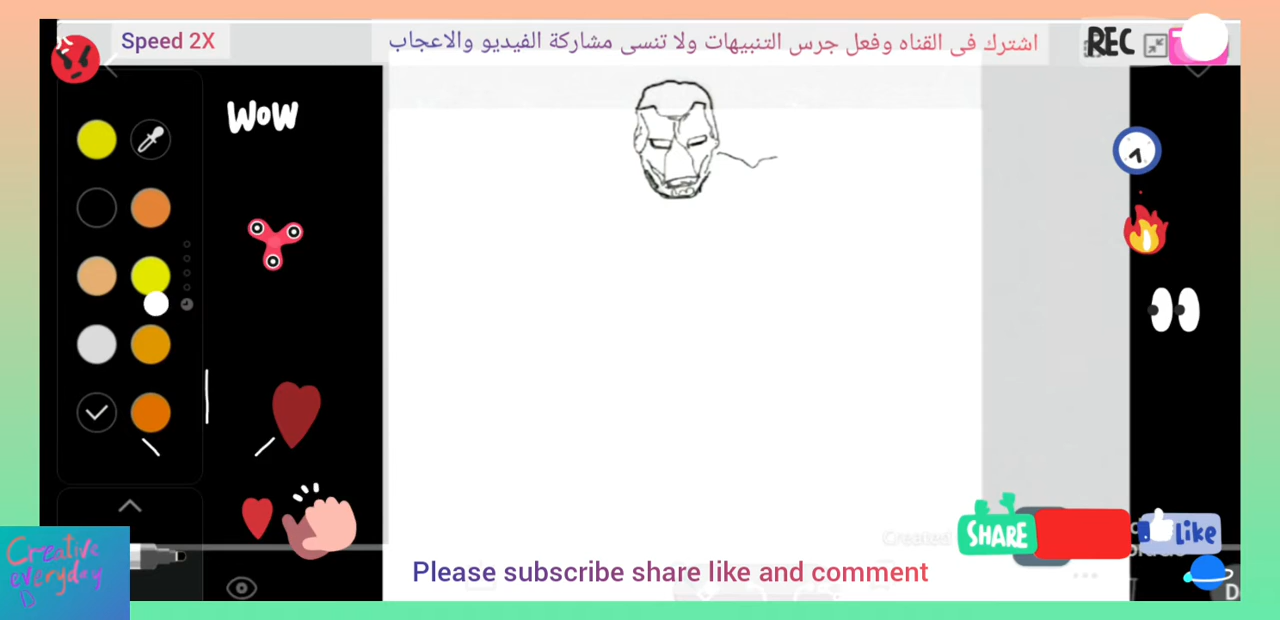 Speed 2X
اشترك فى القناه وفعل جرس التنبيهات ولا تنسى مشاركة الفيديو والاعجاب
REC
WOW
Created
SHARE
Like
Please subscribe share like and comment
Creative
everyday
D
D